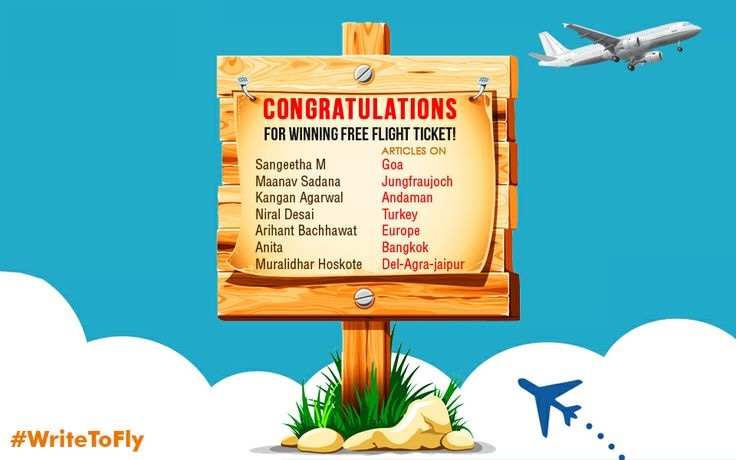 CONGRATULATIONS
FOR WINNING FREE FLIGHT TICKET!
ARTICLES ON
Sangeetha M Goa
Maanav Sadana Jungfraujoch
Kangan Agarwal Andaman
Niral Desai Turkey
Arihant Bachhawat Europe
Anita Bangkok
Muralidhar Hoskote Del-Agra-jaipur
#WriteToFly